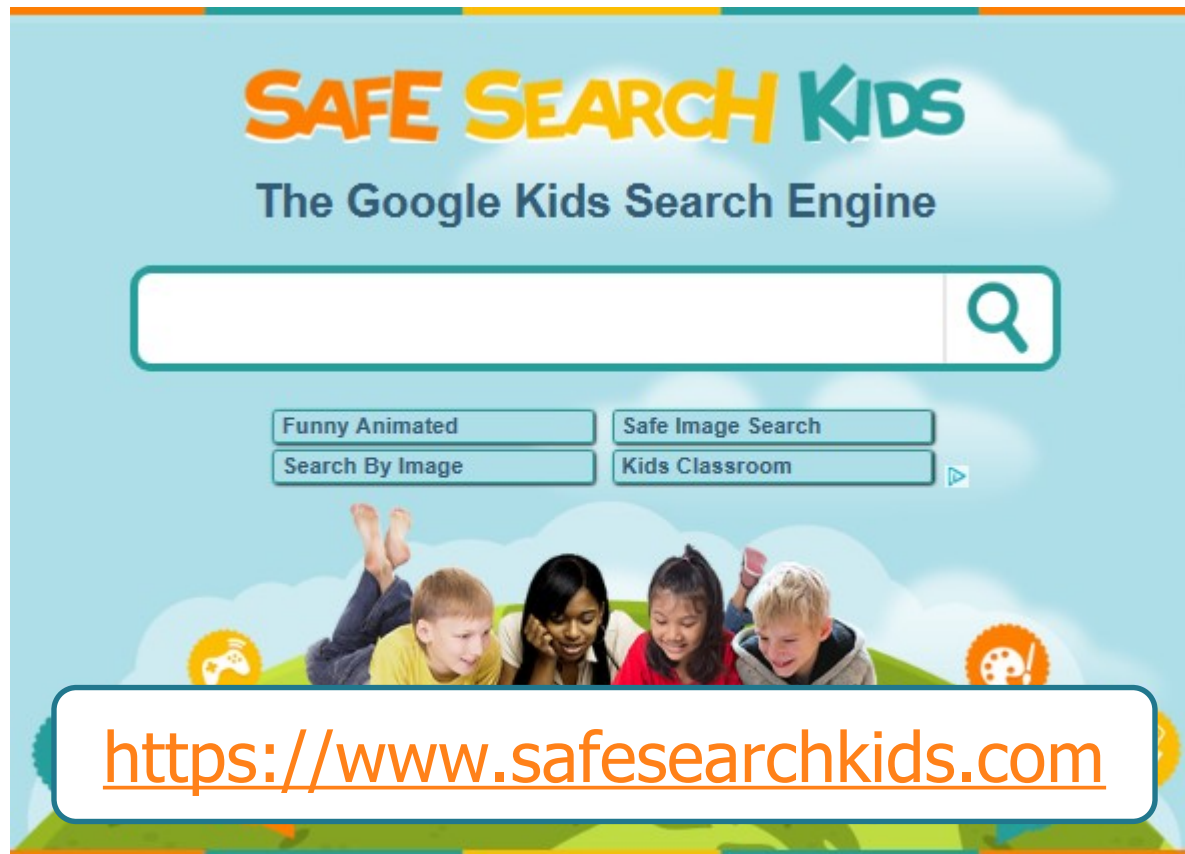 SAFE SEARCH KIDS
The Google Kids Search Engine
Funny Animated
Safe Image Search
Search By Image
Kids Classroom
https://www.safesearchkids.com